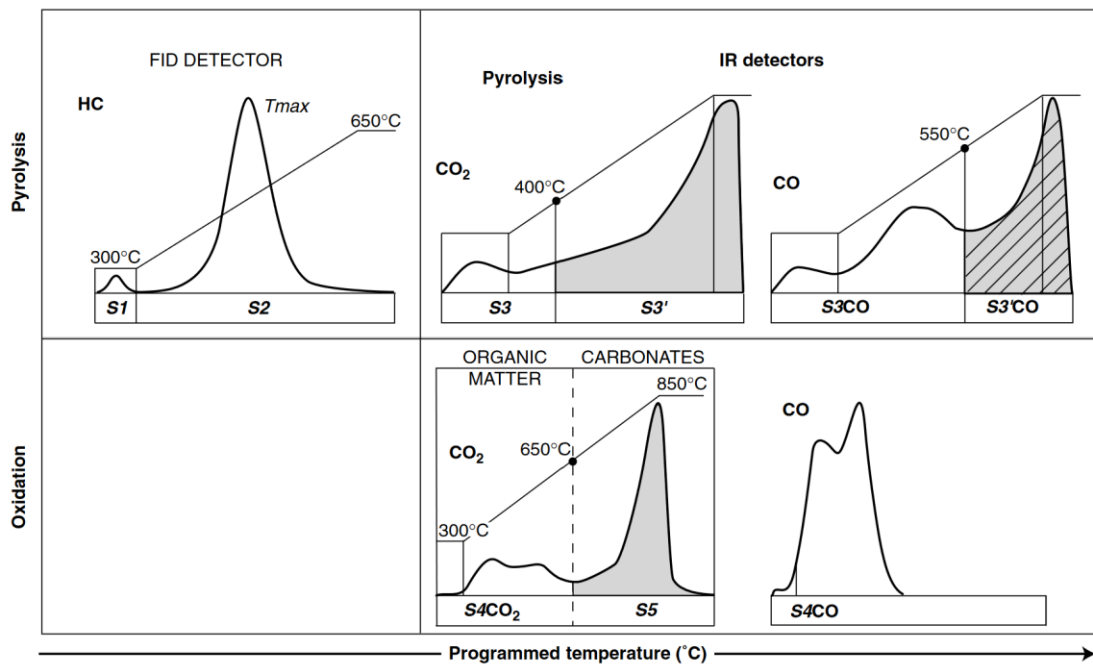 FID DETECTOR
HC
Tmax
650°C
300°C
S1
S2
Pyrolysis
IR detectors
Pyrolysis
CO2
400°C
S3
S3'
CO
550°C
S3CO
S3'CO
Oxidation
ORGANIC MATTER
CARBONATES
850°C
CO2
650°C
300°C
S4CO2
S5
CO
S4CO
Programmed temperature (°C)